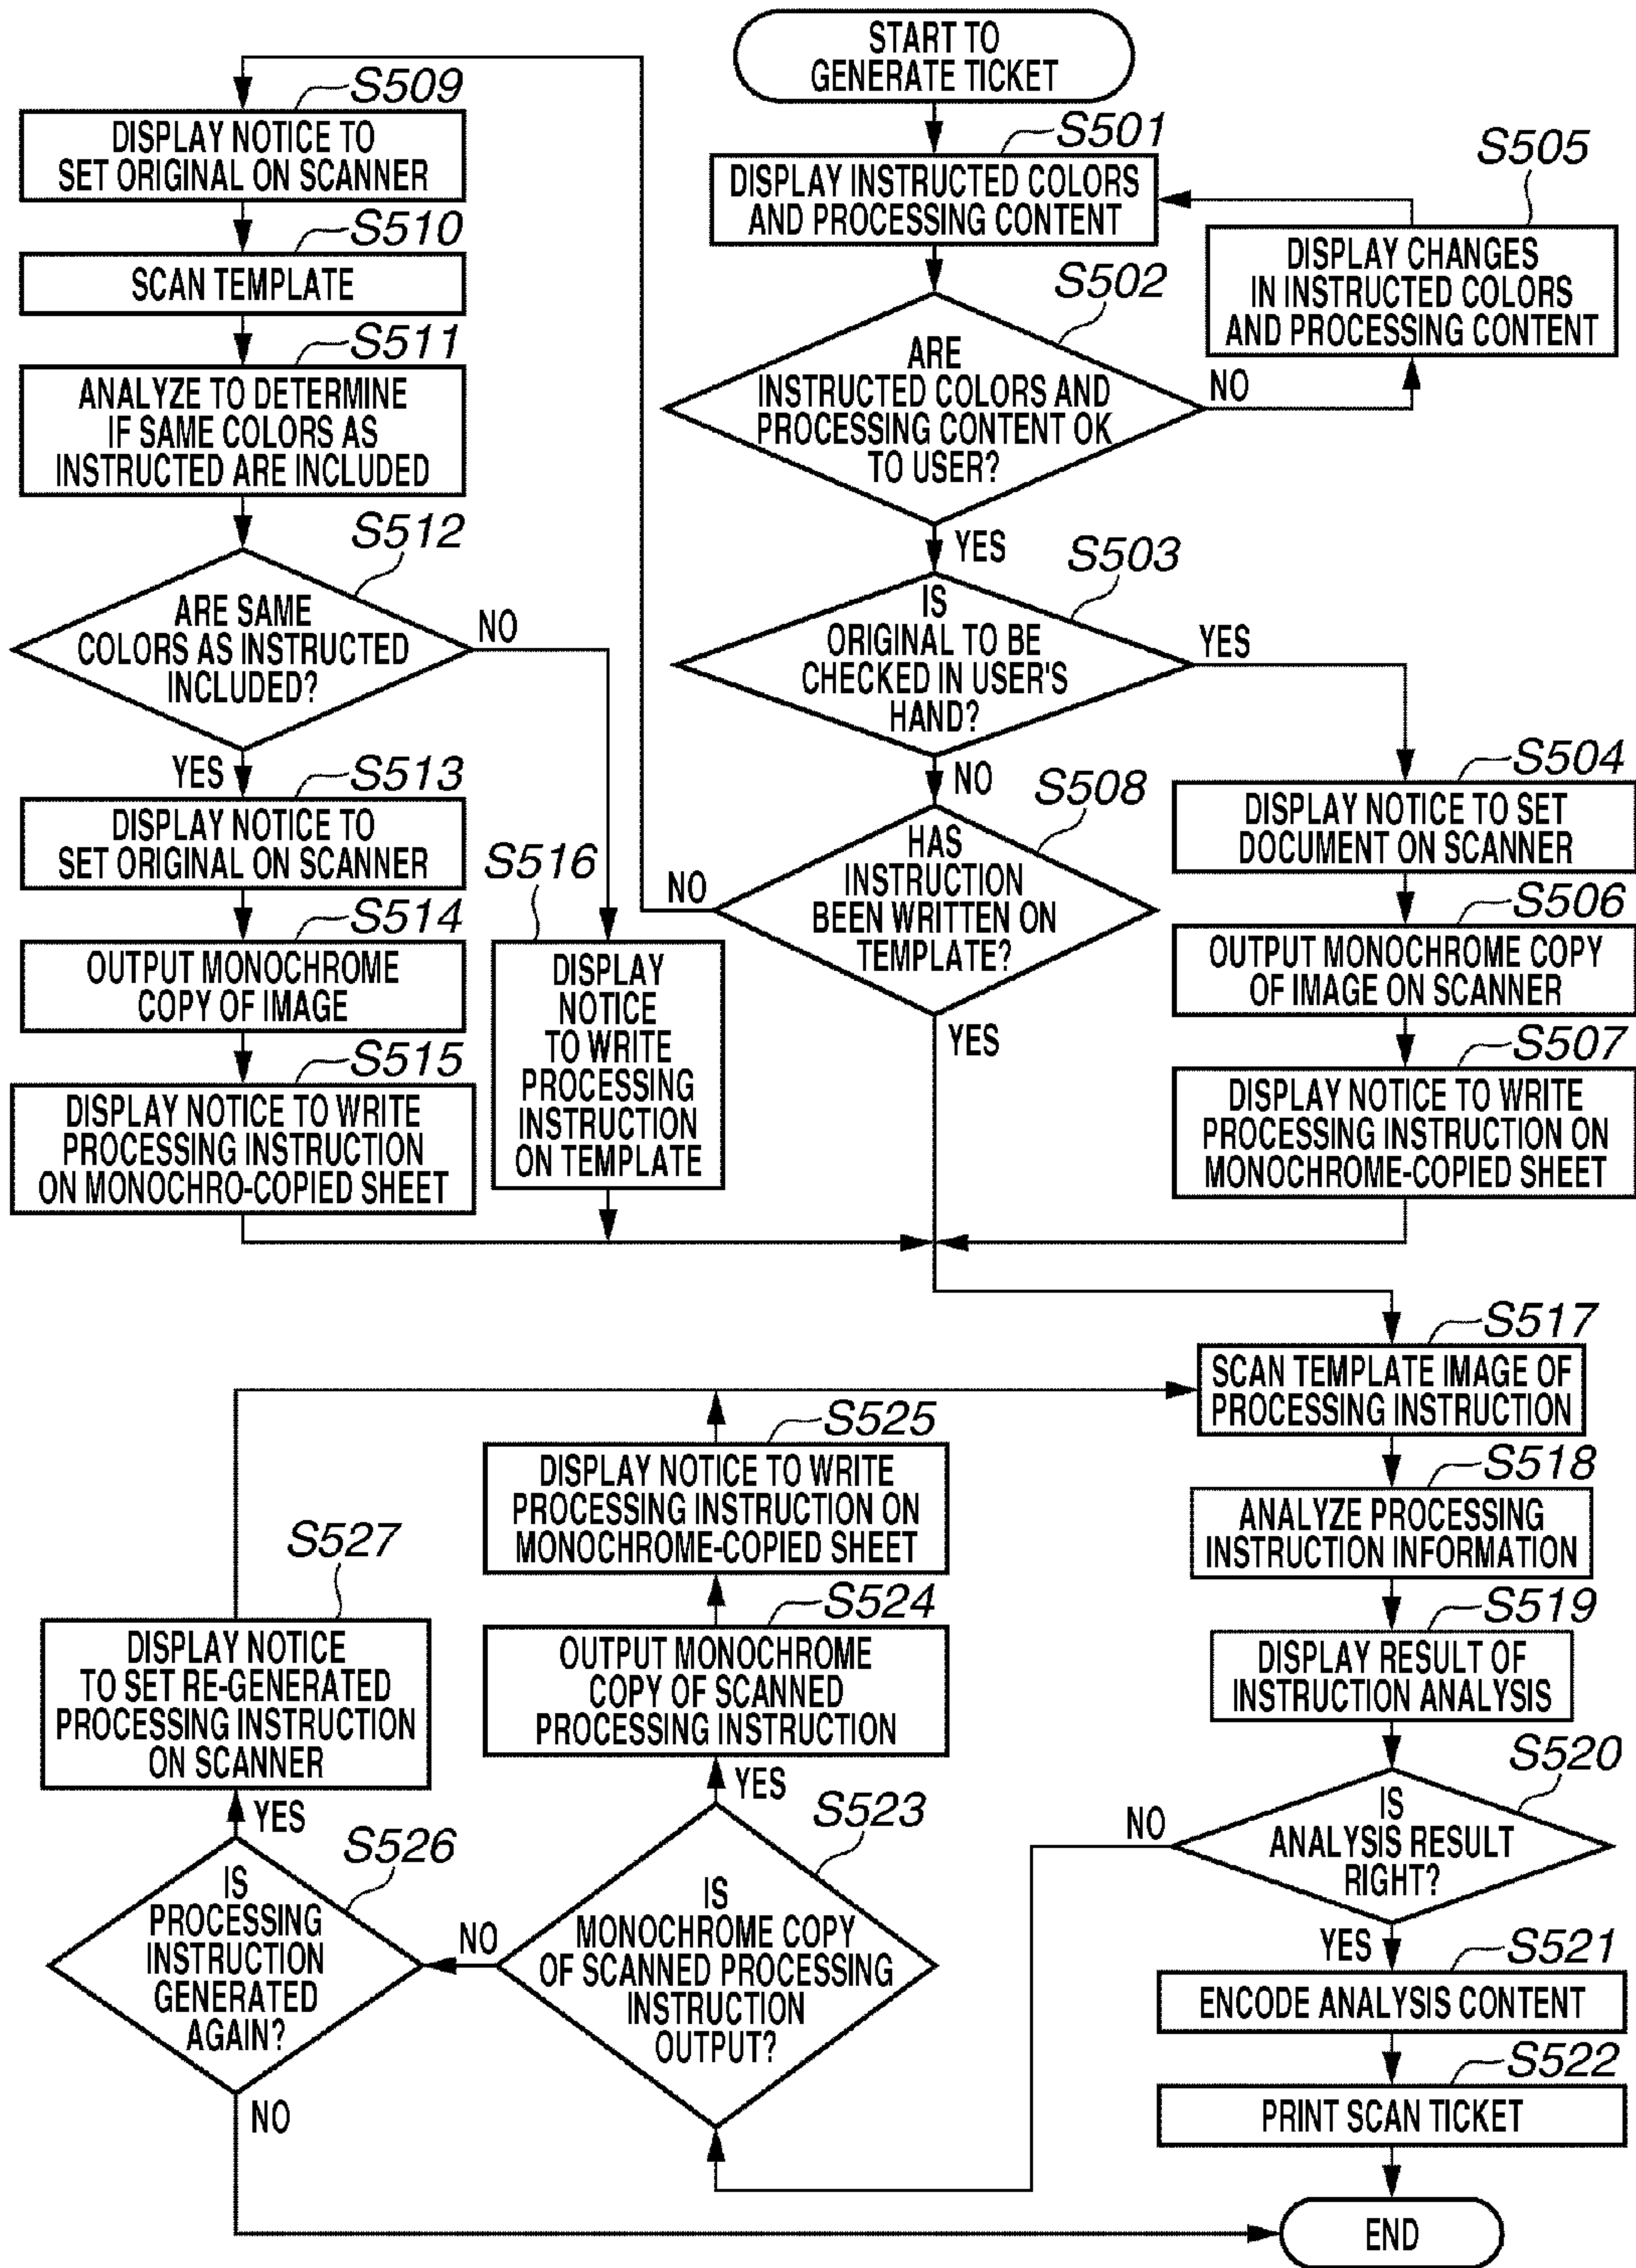 START TO
GENERATE TICKET
S501
DISPLAY INSTRUCTED COLORS
AND PROCESSING CONTENT
S505
DISPLAY CHANGES
IN INSTRUCTED COLORS
AND PROCESSING CONTENT
S502
ARE
INSTRUCTED COLORS AND
PROCESSING CONTENT OK
TO USER?
NO
YES
S503
IS
ORIGINAL TO BE
CHECKED IN USER'S
HAND?
YES
NO
S504
DISPLAY NOTICE TO SET
DOCUMENT ON SCANNER
S506
OUTPUT MONOCHROME COPY
OF IMAGE ON SCANNER
S507
DISPLAY NOTICE TO WRITE
PROCESSING INSTRUCTION ON
MONOCHROME-COPIED SHEET
S508
HAS
INSTRUCTION
BEEN WRITTEN ON
TEMPLATE?
NO
YES
S509
DISPLAY NOTICE TO
SET ORIGINAL ON SCANNER
S510
SCAN TEMPLATE
S511
ANALYZE TO DETERMINE
IF SAME COLORS AS
INSTRUCTED ARE INCLUDED
S512
ARE SAME
COLORS AS INSTRUCTED
INCLUDED?
NO
YES
S513
DISPLAY NOTICE TO
SET ORIGINAL ON SCANNER
S514
OUTPUT MONOCHROME
COPY OF IMAGE
S515
DISPLAY NOTICE TO WRITE
PROCESSING INSTRUCTION
ON MONOCHRO-COPIED SHEET
S516
DISPLAY
NOTICE
TO WRITE
PROCESSING
INSTRUCTION
ON TEMPLATE
S517
SCAN TEMPLATE IMAGE OF
PROCESSING INSTRUCTION
S518
ANALYZE PROCESSING
INSTRUCTION INFORMATION
S519
DISPLAY RESULT OF
INSTRUCTION ANALYSIS
S520
IS
ANALYSIS RESULT
RIGHT?
NO
YES
S521
ENCODE ANALYSIS CONTENT
S522
PRINT SCAN TICKET
END
S525
DISPLAY NOTICE TO WRITE
PROCESSING INSTRUCTION ON
MONOCHROME-COPIED SHEET
S524
OUTPUT MONOCHROME
COPY OF SCANNED
PROCESSING INSTRUCTION
YES
S523
IS
MONOCHROME COPY
OF SCANNED PROCESSING
INSTRUCTION
OUTPUT?
NO
S527
DISPLAY NOTICE
TO SET RE-GENERATED
PROCESSING INSTRUCTION
ON SCANNER
YES
S526
IS
PROCESSING
INSTRUCTION
GENERATED
AGAIN?
NO